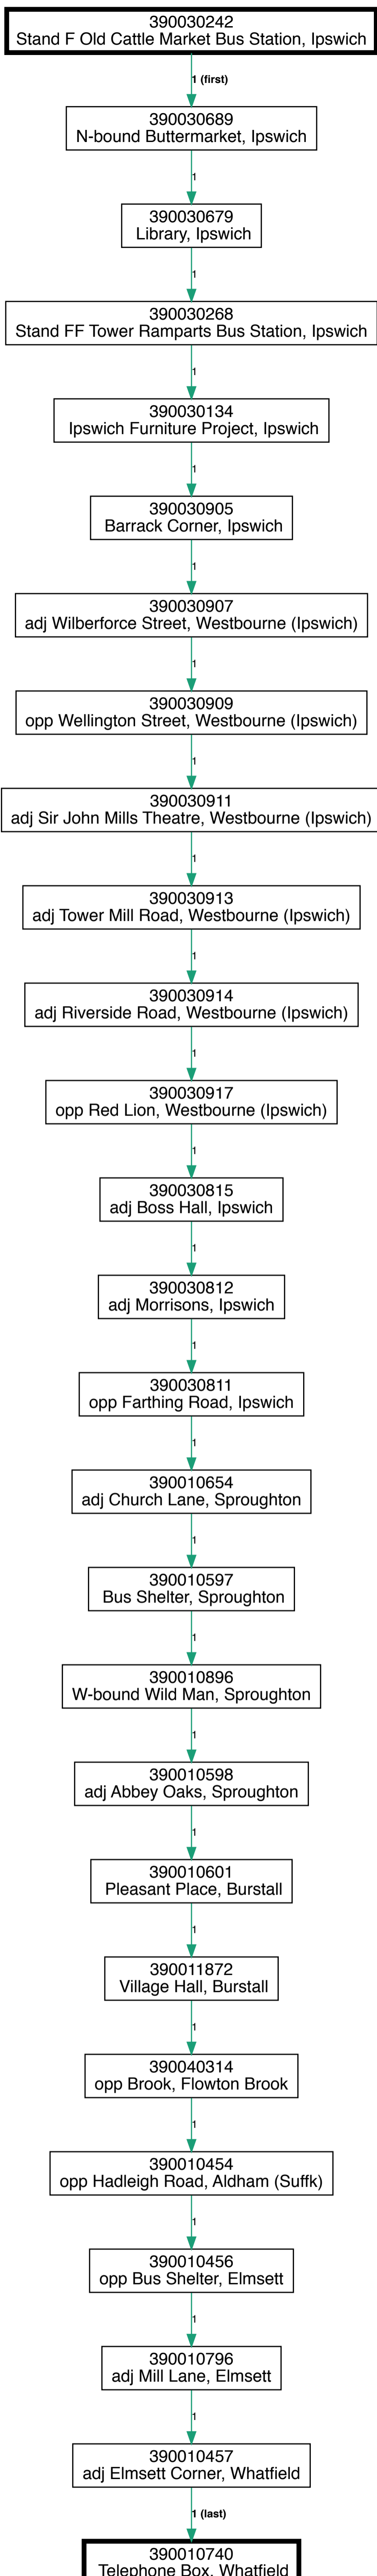 390030242
Stand F Old Cattle Market Bus Station, Ipswich
1 (first)
390030689
N-bound Buttermarket, Ipswich
1
390030679
Library, Ipswich
1
390030268
Stand FF Tower Ramparts Bus Station, Ipswich
1
390030134
Ipswich Furniture Project, Ipswich
1
390030905
Barrack Corner, Ipswich
1
390030907
adj Wilberforce Street, Westbourne (Ipswich)
1
390030909
opp Wellington Street, Westbourne (Ipswich)
1
390030911
adj Sir John Mills Theatre, Westbourne (Ipswich)
1
390030913
adj Tower Mill Road, Westbourne (Ipswich)
1
390030914
adj Riverside Road, Westbourne (Ipswich)
1
390030917
opp Red Lion, Westbourne (Ipswich)
1
390030815
adj Boss Hall, Ipswich
1
390030812
adj Morrisons, Ipswich
1
390030811
opp Farthing Road, Ipswich
1
390010654
adj Church Lane, Sproughton
1
390010597
Bus Shelter, Sproughton
1
390010896
W-bound Wild Man, Sproughton
1
390010598
adj Abbey Oaks, Sproughton
1
390010601
Pleasant Place, Burstall
1
390011872
Village Hall, Burstall
1
390040314
opp Brook, Flowton Brook
1
390010454
opp Hadleigh Road, Aldham (Suffk)
1
390010456
opp Bus Shelter, Elmsett
1
390010796
adj Mill Lane, Elmsett
1
390010457
adj Elmsett Corner, Whatfield
1 (last)
390010740
Telephone Box, Whatfield